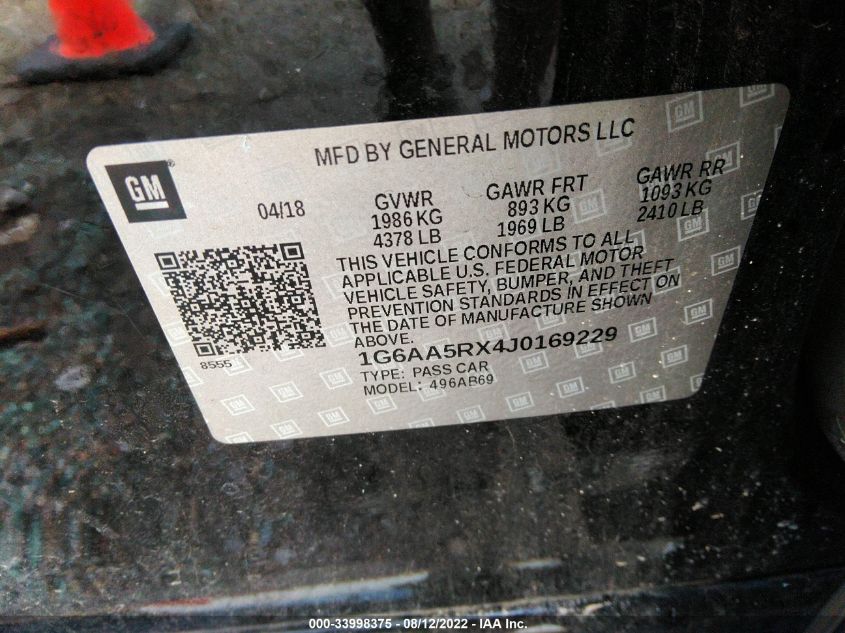 MFD BY GENERAL MOTORS LLC
GM
04/18
GVWR
1986 KG
4378 LB
GAWR FRT
893 KG
1969 LB
GAWR RR
1093 KG
2410 LB
THIS VEHICLE CONFORMS TO ALL
APPLICABLE U.S. FEDERAL MOTOR
VEHICLE SAFETY, BUMPER, AND THEFT
PREVENTION STANDARDS IN EFFECT ON
THE DATE OF MANUFACTURE SHOWN
ABOVE.
8555
1G6AA5RX4J0169229
TYPE: PASS CAR
MODEL: 496AB69
000-33998375 - 08/12/2022 - IAA Inc.